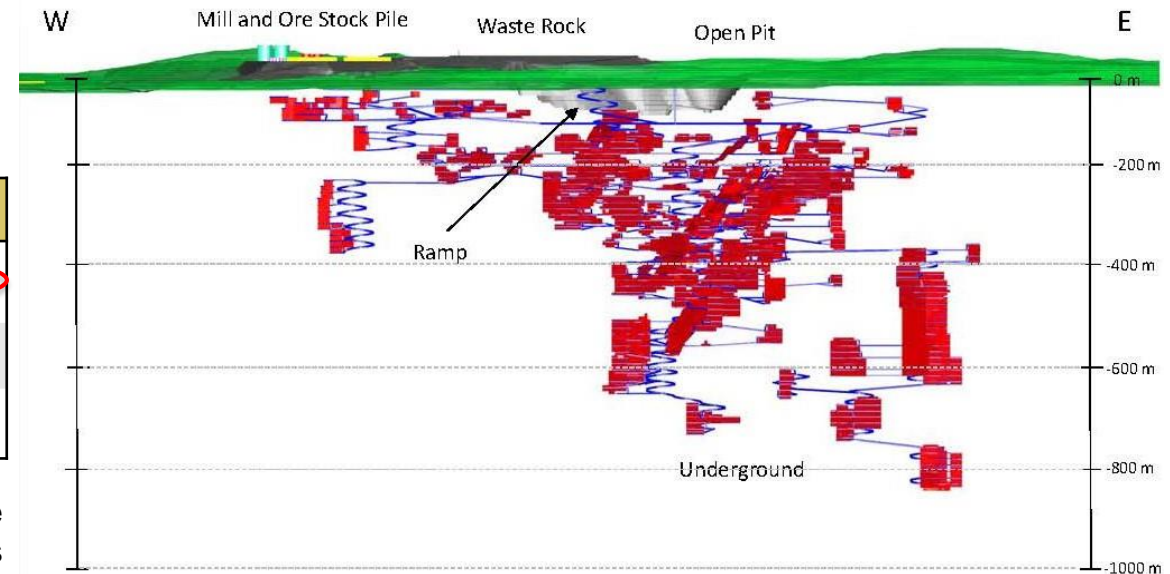 W
Mill and Ore Stock Pile
Waste Rock
Open Pit
E
0 m
-200 m
Ramp
-400 m
-600 m
Underground
-800 m
-1000 m
e
s